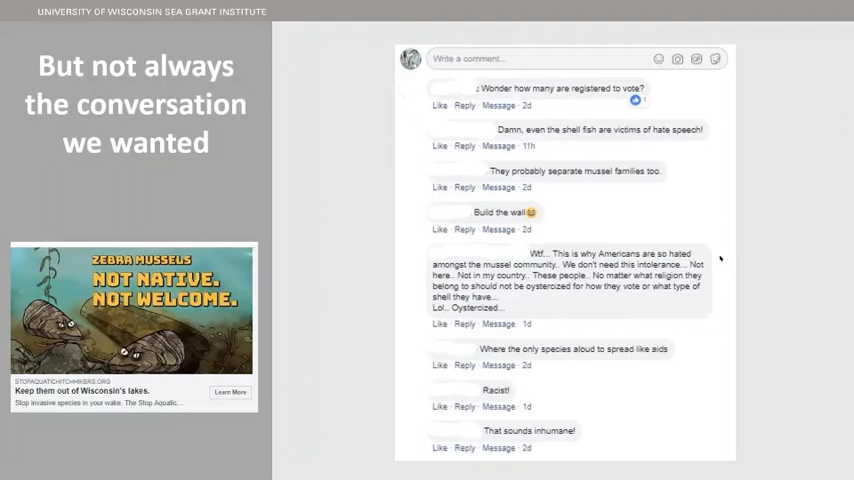 UNIVERSITY OF WISCONSIN SEA GRANT INSTITUTE
But not always
the conversation
we wanted
ZEBRA MUSSELS
NOT NATIVE.
NOT WELCOME.
STOPAQUATICHITCHHIKERS.ORG
Keep them out of Wisconsin's lakes.
Learn More
Stop invasive species in your wake. The Stop Aquatic...
Write a comment...
Wonder how many are registered to vote?
1
Like · Reply · Message · 2d
Damn, even the shell fish are victims of hate speech!
Like · Reply · Message · 11h
They probably separate mussel families too.
Like · Reply · Message · 2d
Build the wall
Like · Reply · Message · 2d
Wtf... This is why Americans are so hated
amongst the mussel community.. We don't need this intolerance... Not
here.. Not in my country.. These people.. No matter what religion they
belong to should not be oystercized for how they vote or what type of
shell they have...
Lol.. Oysteroized...
Like · Reply · Message · 1d
Where the only species aloud to spread like aids
Like · Reply · Message · 2d
Racist!
Like · Reply · Message · 1d
That sounds inhumane!
Like · Reply · Message · 2d